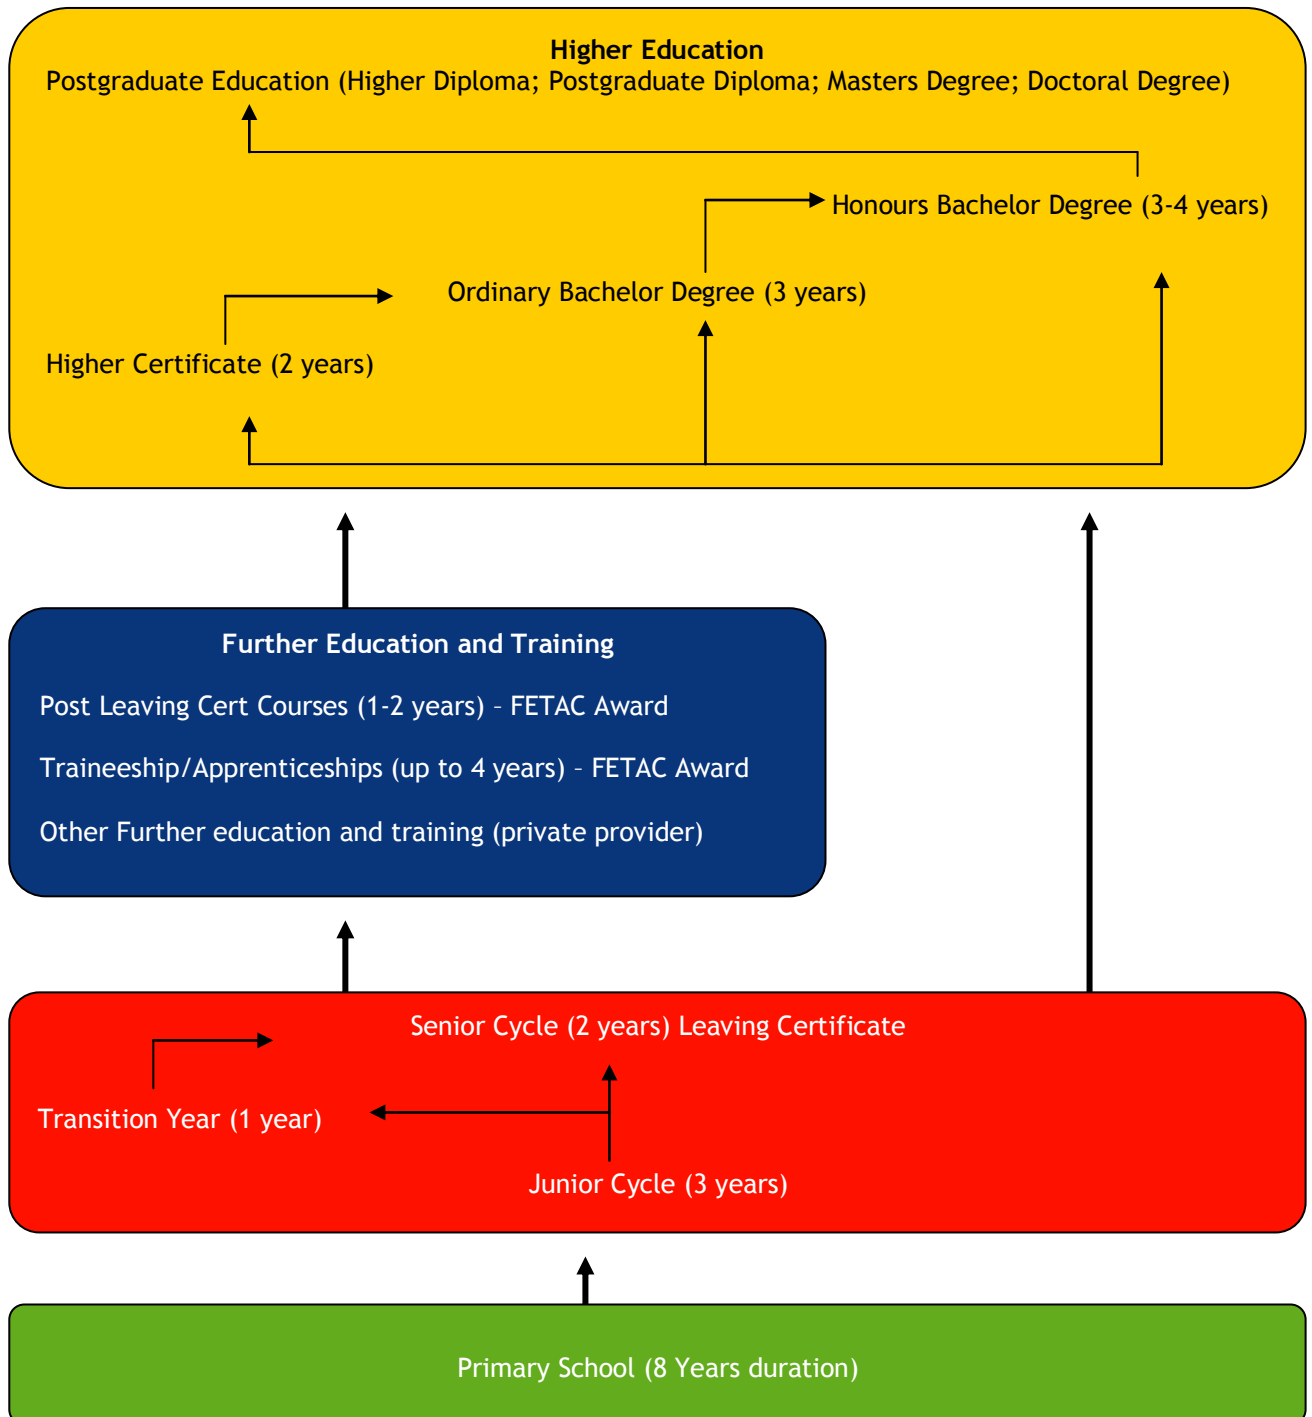 Higher Education
Postgraduate Education (Higher Diploma; Postgraduate Diploma; Masters Degree; Doctoral Degree)
Honours Bachelor Degree (3-4 years)
Ordinary Bachelor Degree (3 years)
Higher Certificate (2 years)
Further Education and Training
Post Leaving Cert Courses (1-2 years) – FETAC Award
Traineeship/Apprenticeships (up to 4 years) – FETAC Award
Other Further education and training (private provider)
Senior Cycle (2 years) Leaving Certificate
Transition Year (1 year)
Junior Cycle (3 years)
Primary School (8 Years duration)